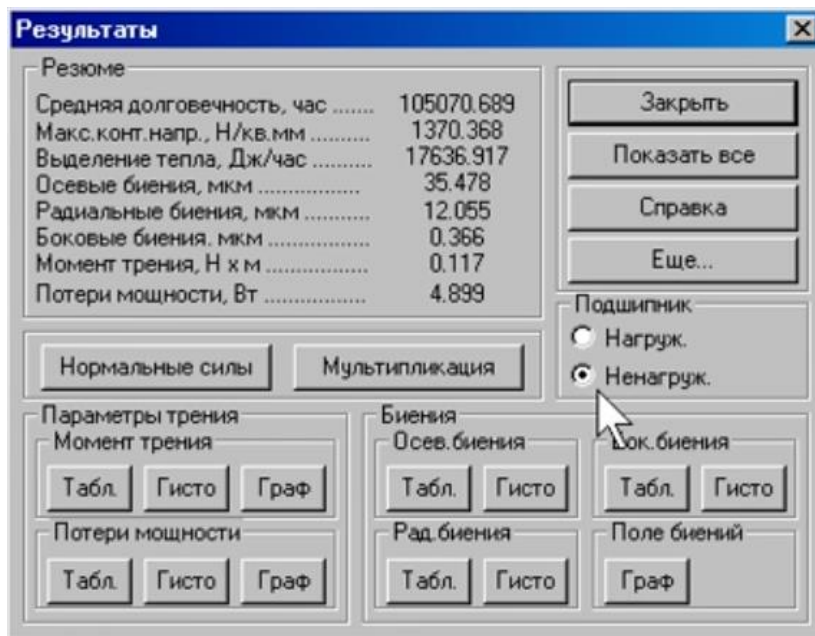 Результаты
Резюме
Средняя долговечность, час ....... 105070.689
Макс.конт.напр., Н/кв.мм .......... 1370.368
Выделение тепла, Дж/час .......... 17636.917
Осевые биения, мкм ................. 35.478
Радиальные биения, мкм ........... 12.055
Боковые биения. мкм ................ 0.366
Момент трения, Н х м ................. 0.117
Потери мощности, Вт ................. 4.899
Закрыть
Показать все
Справка
Еще...
Подшипник
Нагруж.
Ненагруж.
Нормальные силы Мультипликация
Параметры трения
Момент трения
Табл. Гисто Граф
Потери мощности
Табл. Гисто Граф
Биения
Осев.биения
Табл. Гисто
Бок.биения
Табл. Гисто
Рад.биения
Табл. Гисто
Поле биений
Граф